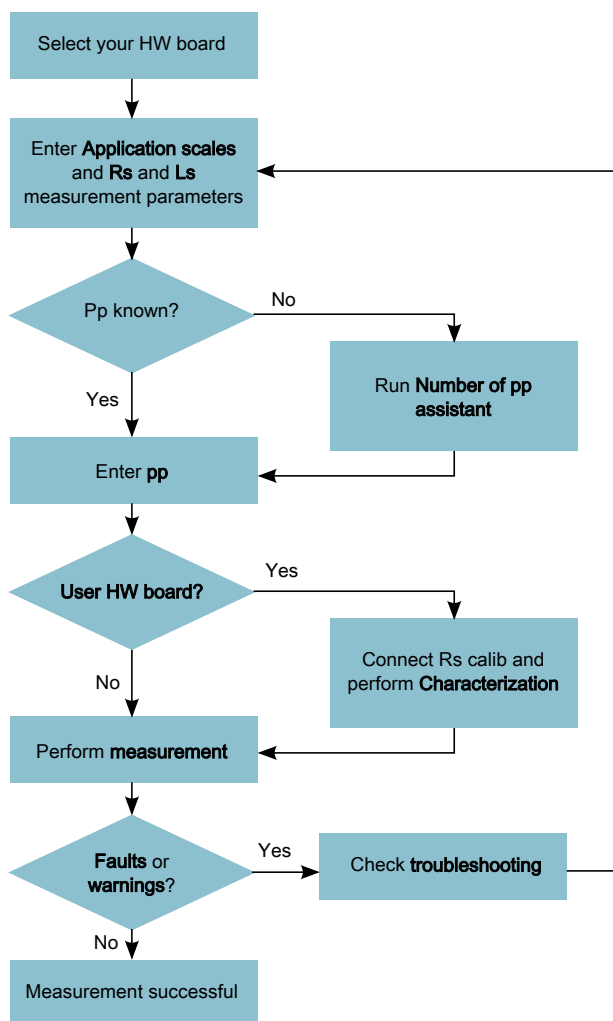 Select your HW board
Enter Application scales
and Rs and Ls
measurement parameters
Pp known?
No
Run Number of pp
assistant
Yes
Enter pp
User HW board?
Yes
Connect Rs calib and
perform Characterization
No
Perform measurement
Faults or
warnings?
Yes
Check troubleshooting
No
Measurement successful